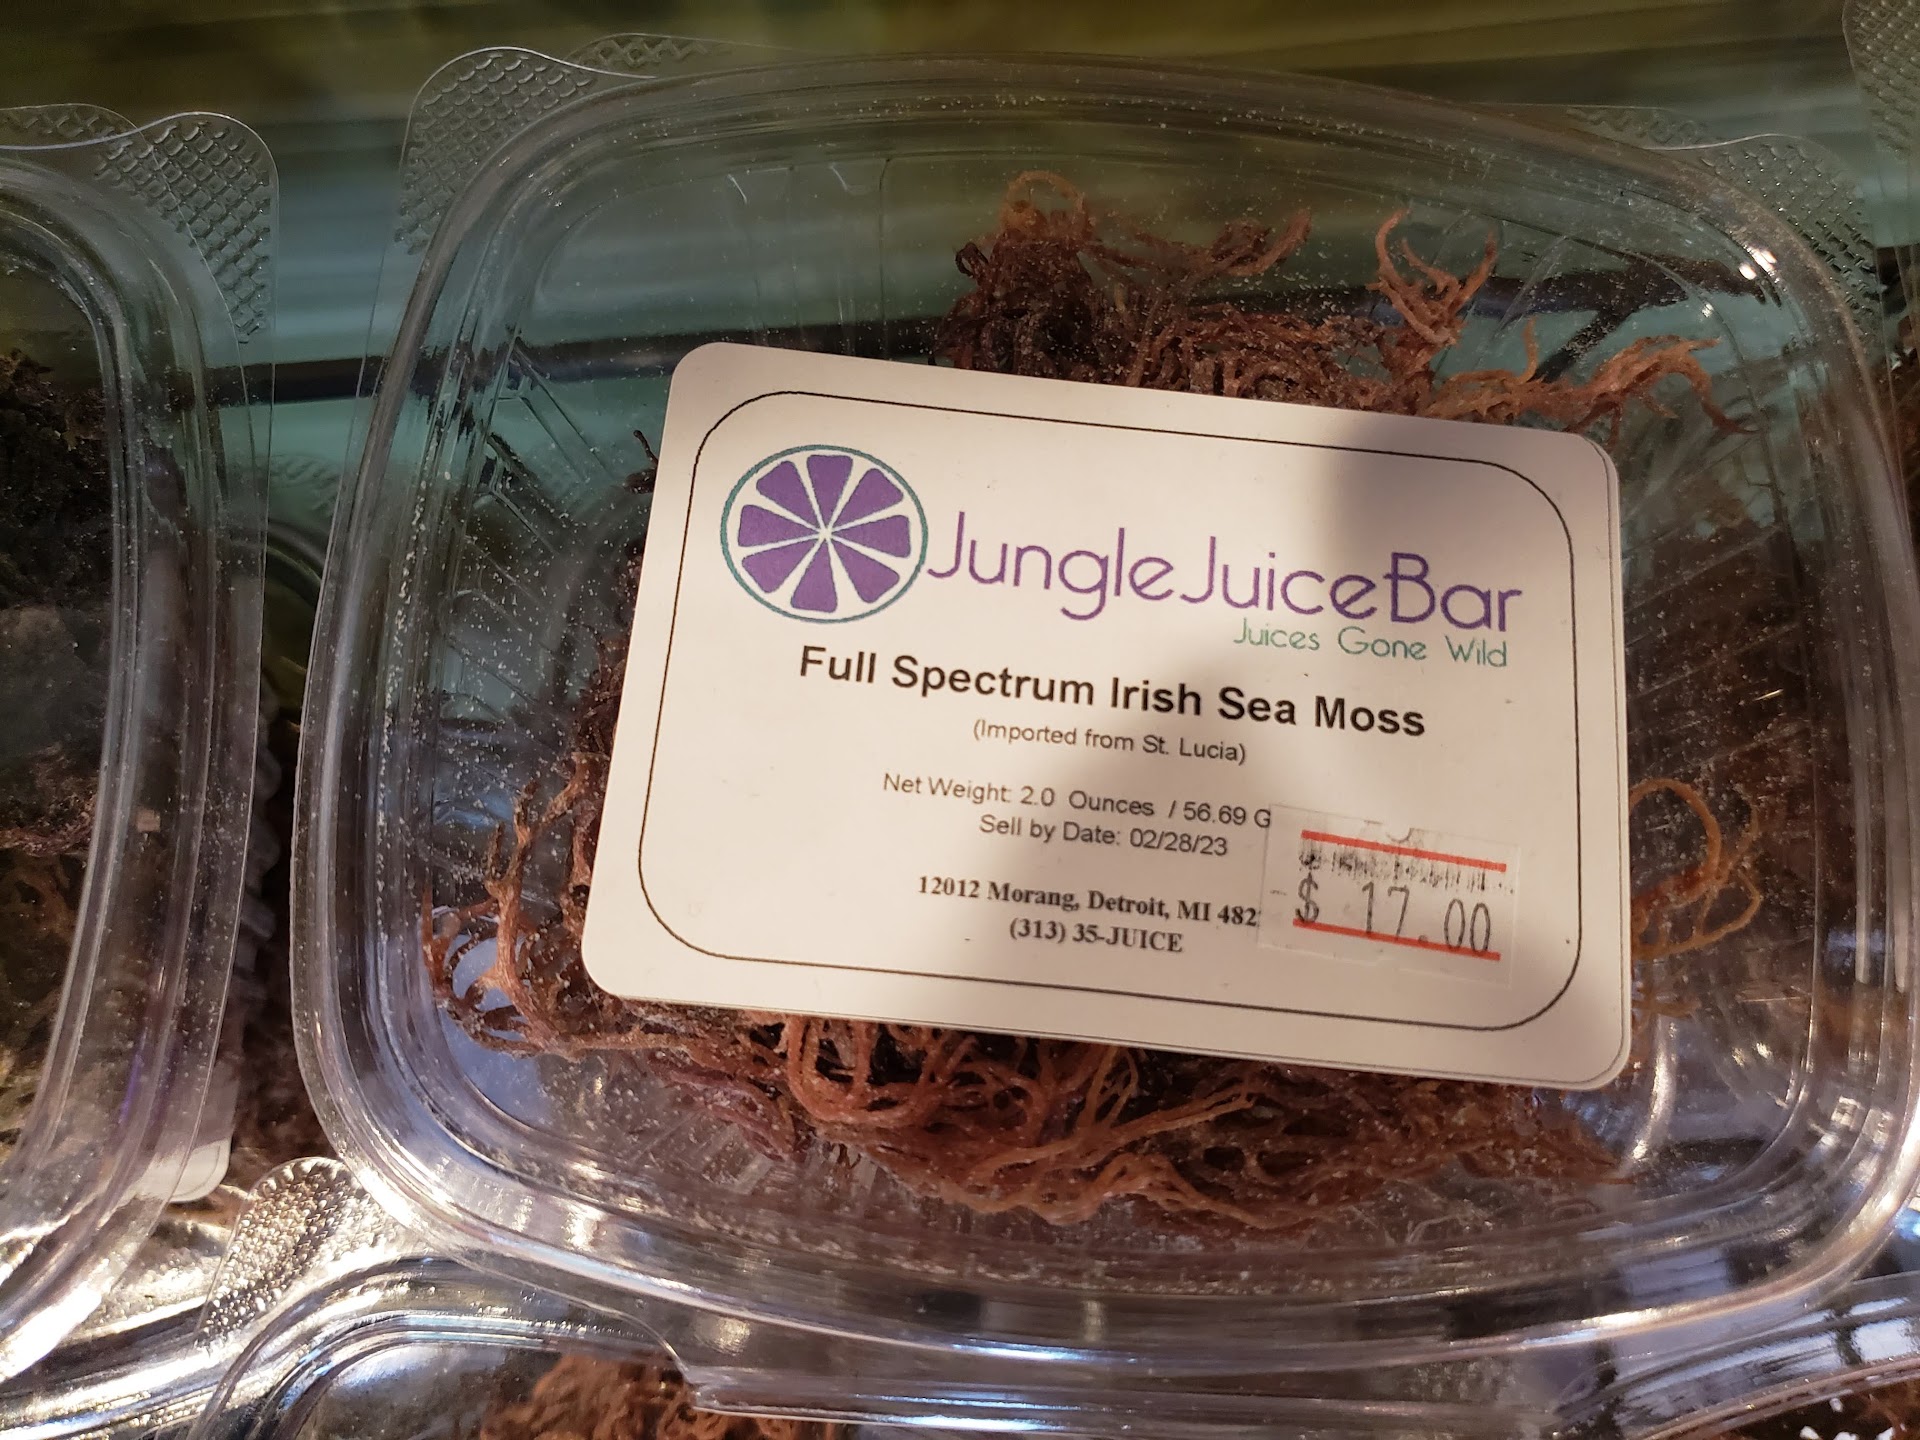 JungleJuiceBar
Juices Gone Wild
Full Spectrum Irish Sea Moss
(Imported from St. Lucia)
Net Weight: 2.0 Ounces / 56.69 G
Sell by Date: 02/28/23
12012 Morang, Detroit, MI 482
(313) 35-JUICE
$ 17.00